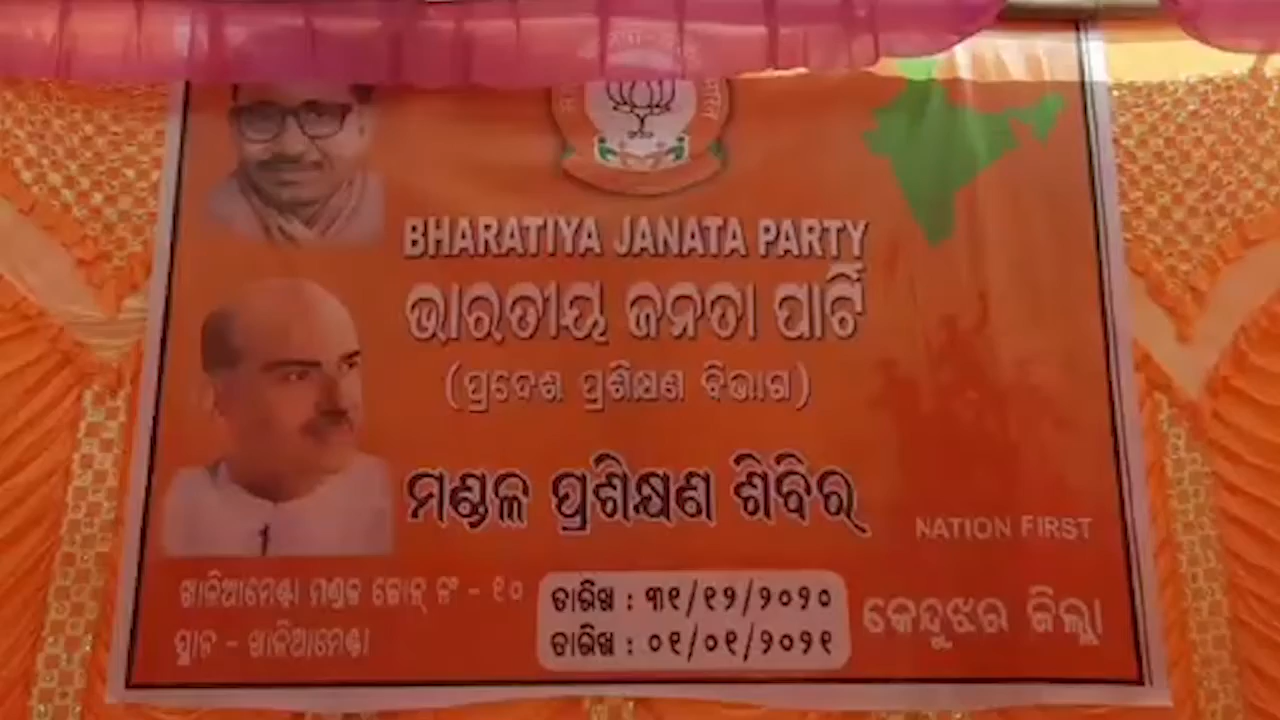 BHARATIYA JANATA PARTY
ଭାରତୀୟ ଜନତା ପାର୍ଟି
(ପ୍ରଦେଶ ପ୍ରଶିକ୍ଷଣ ବିଭାଗ)
ମଣ୍ଡଳ ପ୍ରଶିକ୍ଷଣ ଶିବିର୍
NATION FIRST
ଖାଳିଆମେଣ୍ଟା ମଣ୍ଡଳ ଜୋନ୍ ନଂ - ୧୦
ସ୍ଥାନ - ଖାଳିଆମେଣ୍ଟା
ତାରିଖ : ୩୧/୧୨/୨୦୨୦
ତାରିଖ : ୦୧/୦୧/୨୦୨୧
କେନ୍ଦୁଝର ଜିଲ୍ଲା